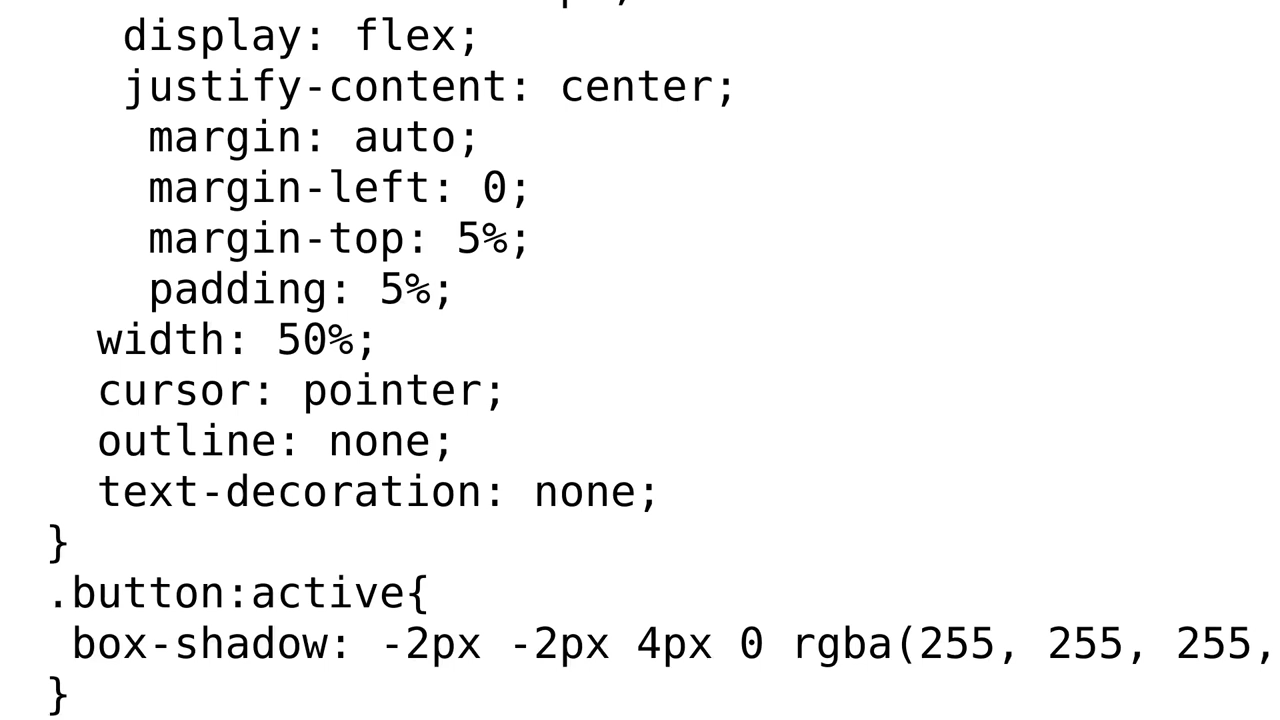 display: flex;
justify-content: center;
margin: auto;
margin-left: 0;
margin-top: 5%;
padding: 5%;
width: 50%;
cursor: pointer;
outline: none;
text-decoration: none;
}
.button:active{
box-shadow: -2px -2px 4px 0 rgba(255, 255, 255,
}